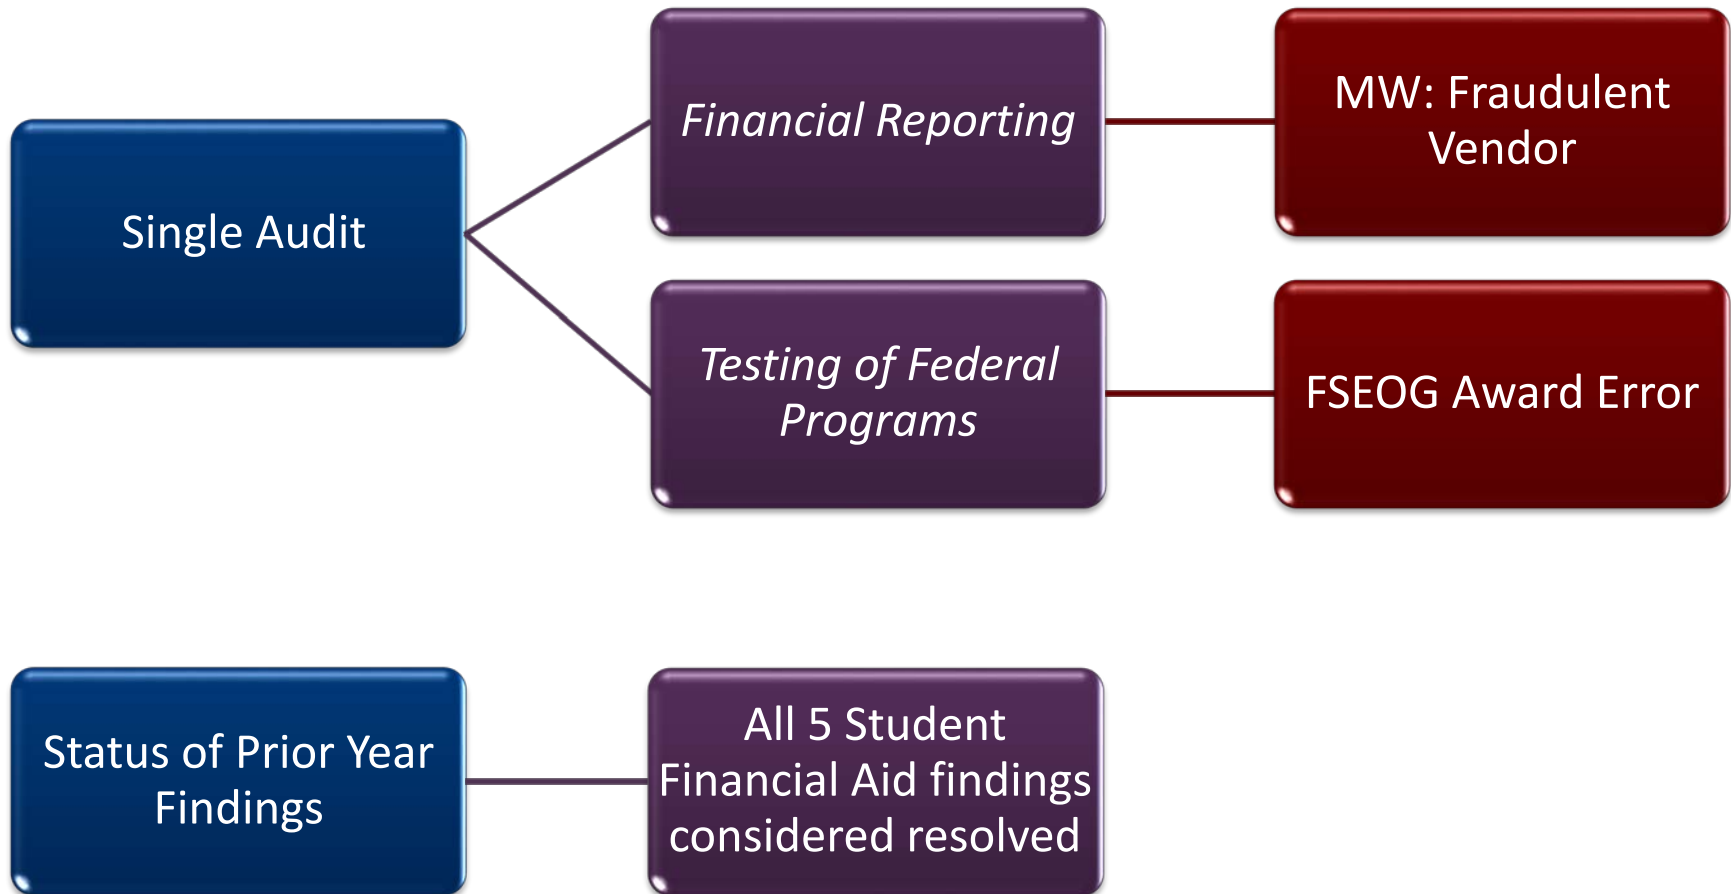 Single Audit
Financial Reporting
MW: Fraudulent
Vendor
Testing of Federal
Programs
FSEOG Award Error
Status of Prior Year
Findings
All 5 Student
Financial Aid findings
considered resolved